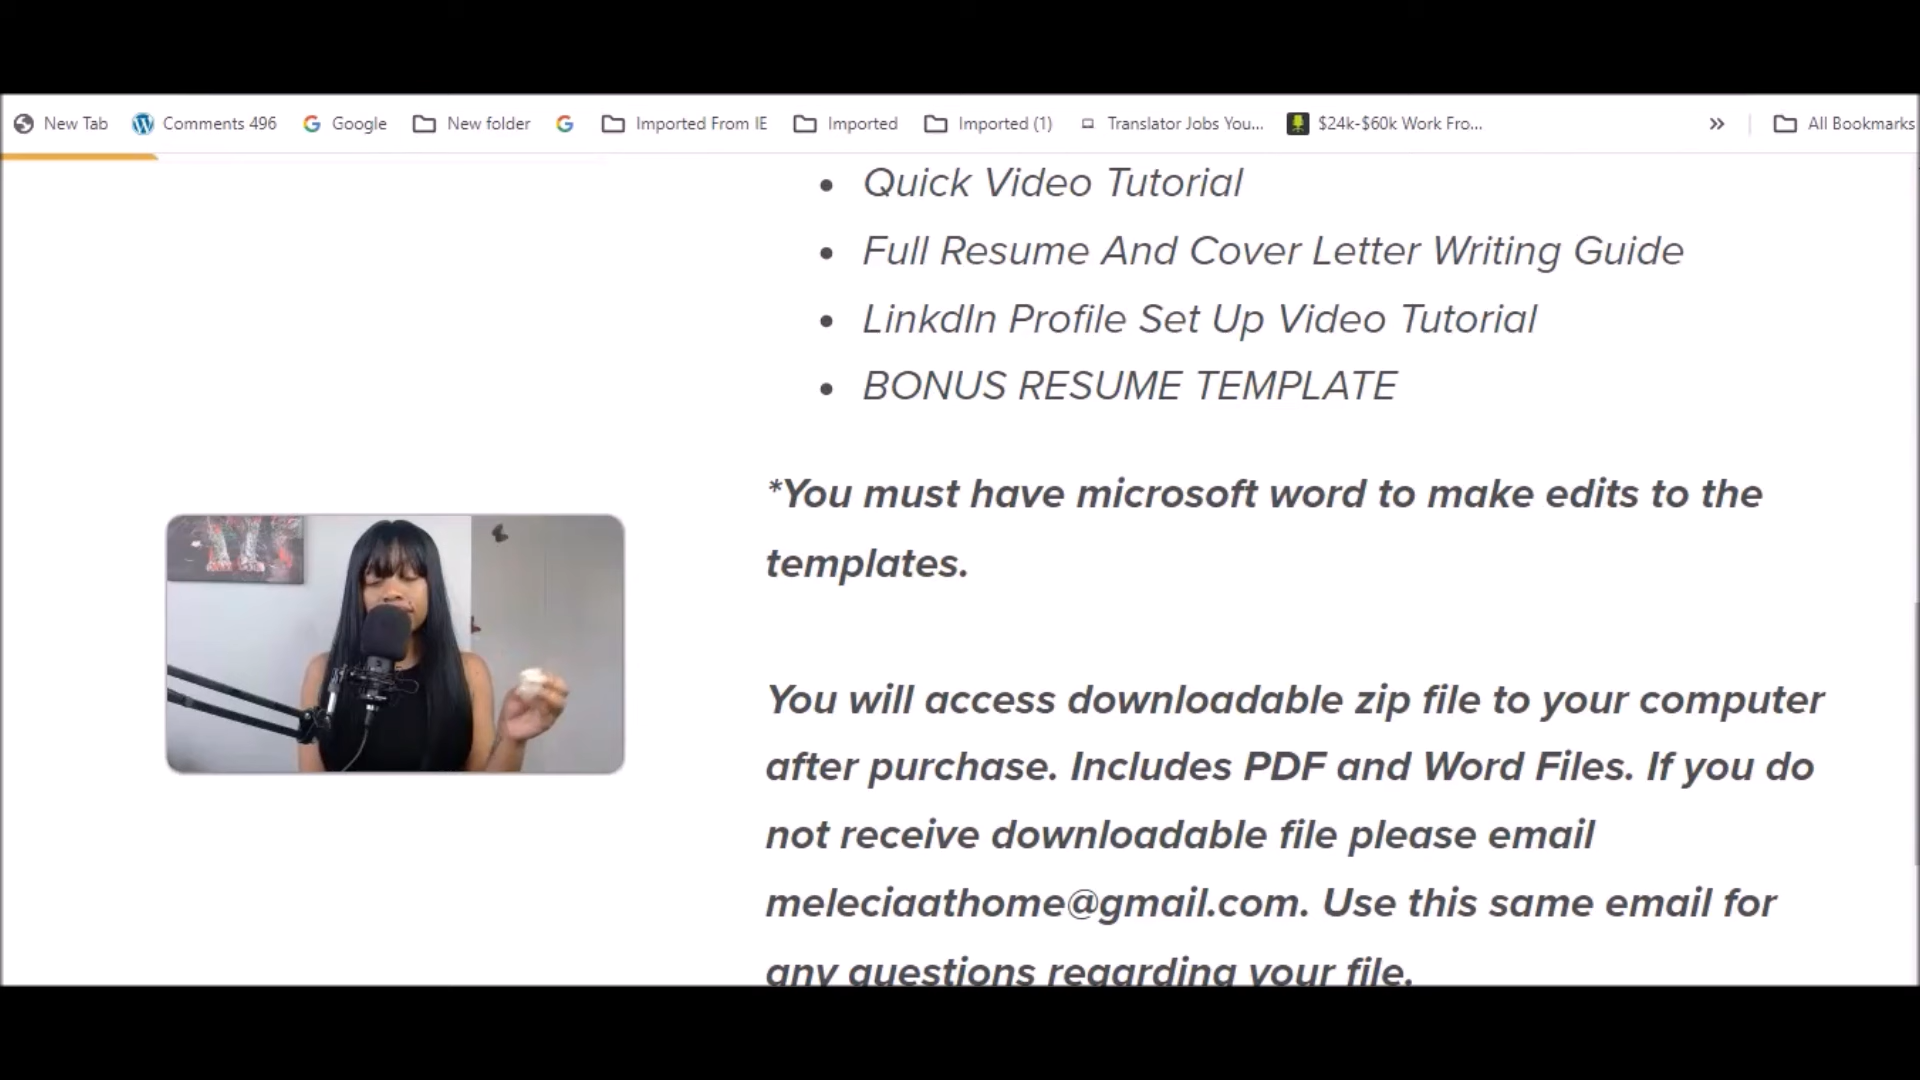 New Tab Comments 496 Google New folder Imported From IE Imported Imported (1) Translator Jobs You... $24k-$60k Work Fro... » All Bookmarks
• Quick Video Tutorial
• Full Resume And Cover Letter Writing Guide
• LinkdIn Profile Set Up Video Tutorial
• BONUS RESUME TEMPLATE
*You must have microsoft word to make edits to the
templates.
You will access downloadable zip file to your computer
after purchase. Includes PDF and Word Files. If you do
not receive downloadable file please email
meleciaathome@gmail.com. Use this same email for
any questions regarding your file.